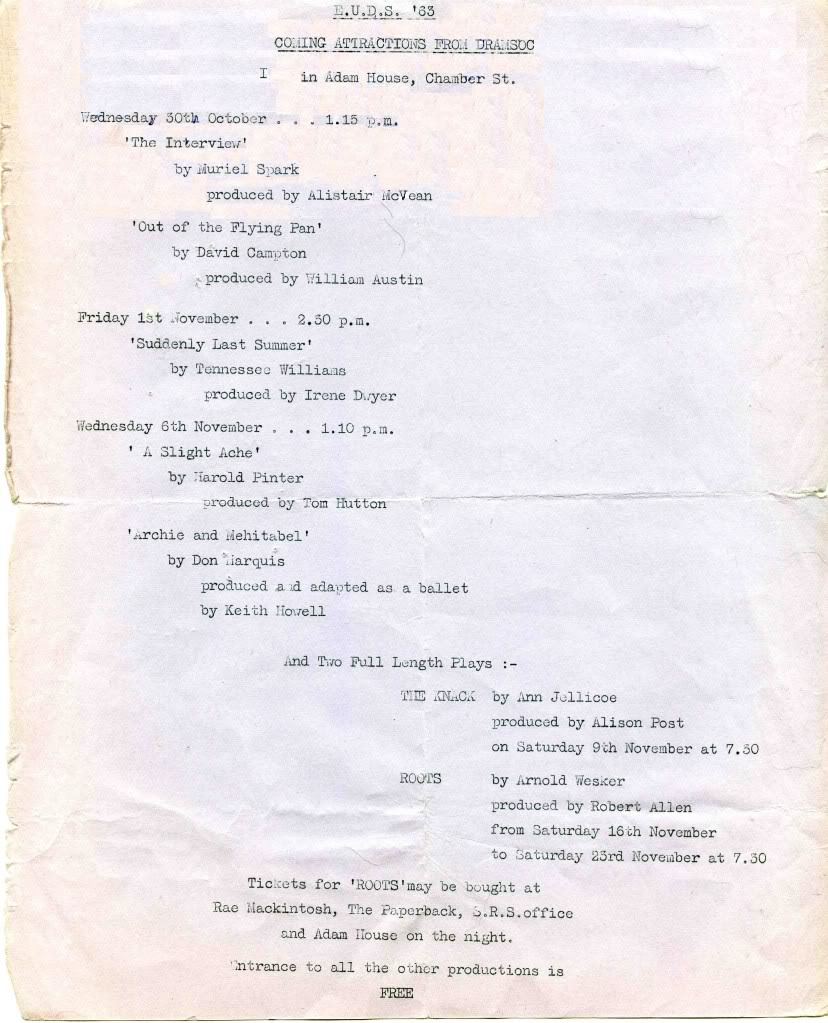 E.U.D.S. '63
COMING ATTRACTIONS FROM DRAMSOC
I in Adam House, Chamber St.
Wednesday 30th October . . . 1.15 p.m.
'The Interview'
by Muriel Spark
produced by Alistair McVean
'Out of the Flying Pan'
by David Campton
produced by William Austin
Friday 1st November . . . 2.30 p.m.
'Suddenly Last Summer'
by Tennessee Williams
produced by Irene Dwyer
Wednesday 6th November . . . 1.10 p.m.
' A Slight Ache'
by Harold Pinter
produced by Tom Hutton
'Archie and Mehitabel'
by Don Marquis
produced and adapted as a ballet
by Keith Howell
And Two Full Length Plays :-
THE KNACK by Ann Jellicoe
produced by Alison Post
on Saturday 9th November at 7.30
ROOTS by Arnold Wesker
produced by Robert Allen
from Saturday 16th November
to Saturday 23rd November at 7.30
Tickets for 'ROOTS'may be bought at
Rae Mackintosh, The Paperback, S.R.S.office
and Adam House on the night.
Entrance to all the other productions is
FREE